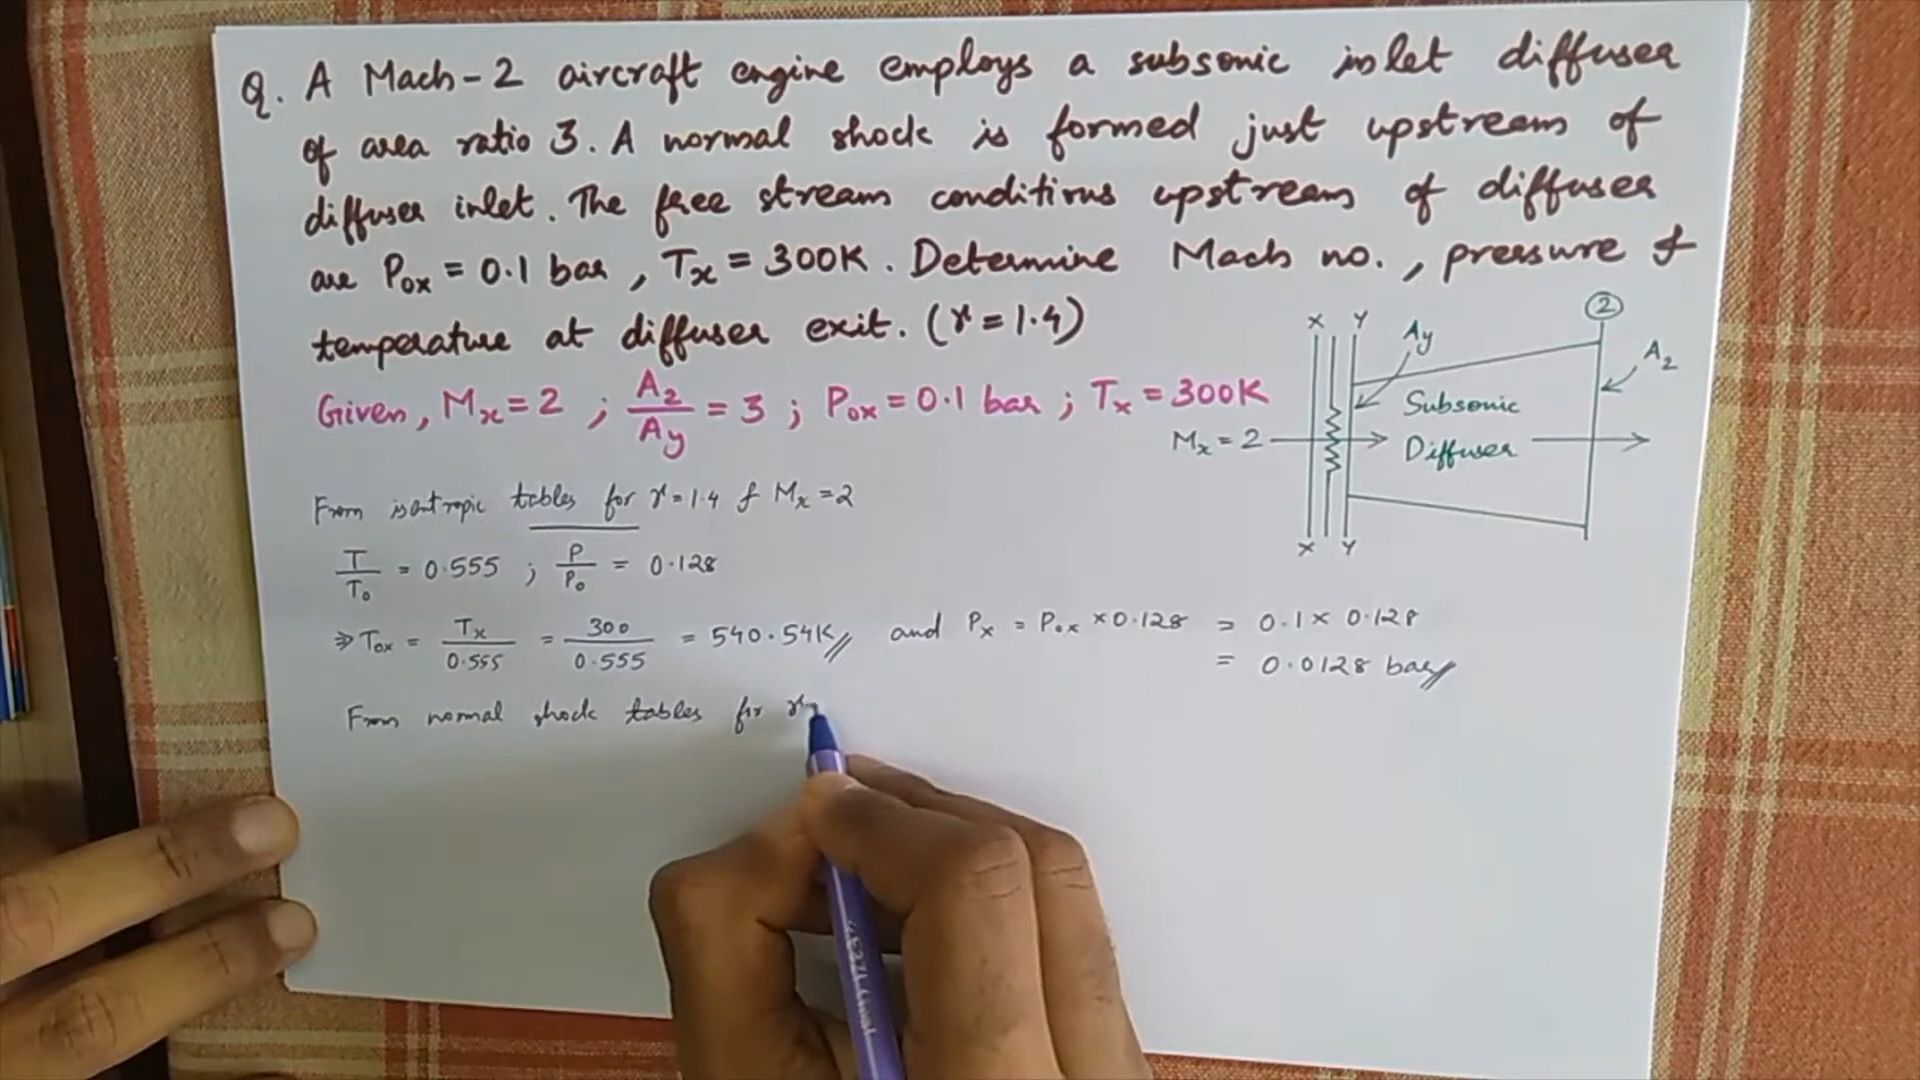 Q. A Mach-2 aircraft engine employs a subsonic inlet diffuser
of area ratio 3. A normal shock is formed just upstream of
diffuser inlet. The free stream conditions upstream of diffuser
are Pox = 0.1 bar, Tx = 300K. Determine Mach no., pressure &
temperature at diffuser exit. (γ = 1.4)
Given, Mx = 2 ; A2/Ay = 3 ; Pox = 0.1 bar ; Tx = 300K
X Y
Ay
2
A2
Subsonic
Diffuser
Mx = 2
X Y
From isentropic tables for γ = 1.4 & Mx = 2
T/To = 0.555 ; P/Po = 0.128
⇒ Tox = Tx/0.555 = 300/0.555 = 540.54K and Px = Pox × 0.128 = 0.1 × 0.128
= 0.0128 bar
From normal shock tables for γ